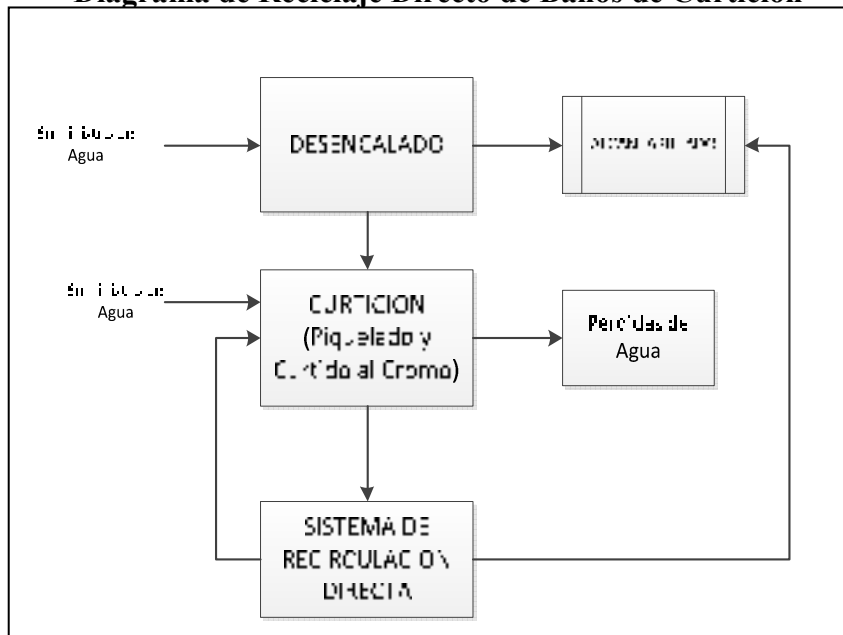 Diagrama de Reciclaje Directo de Baños de Curtición
Agua
DESENCALADO
Agua
CURTICION
(Piquelado y
Curtido al Cromo)
Perdidas de
Agua
SISTEMA DE
RECIRCULACION
DIRECTA